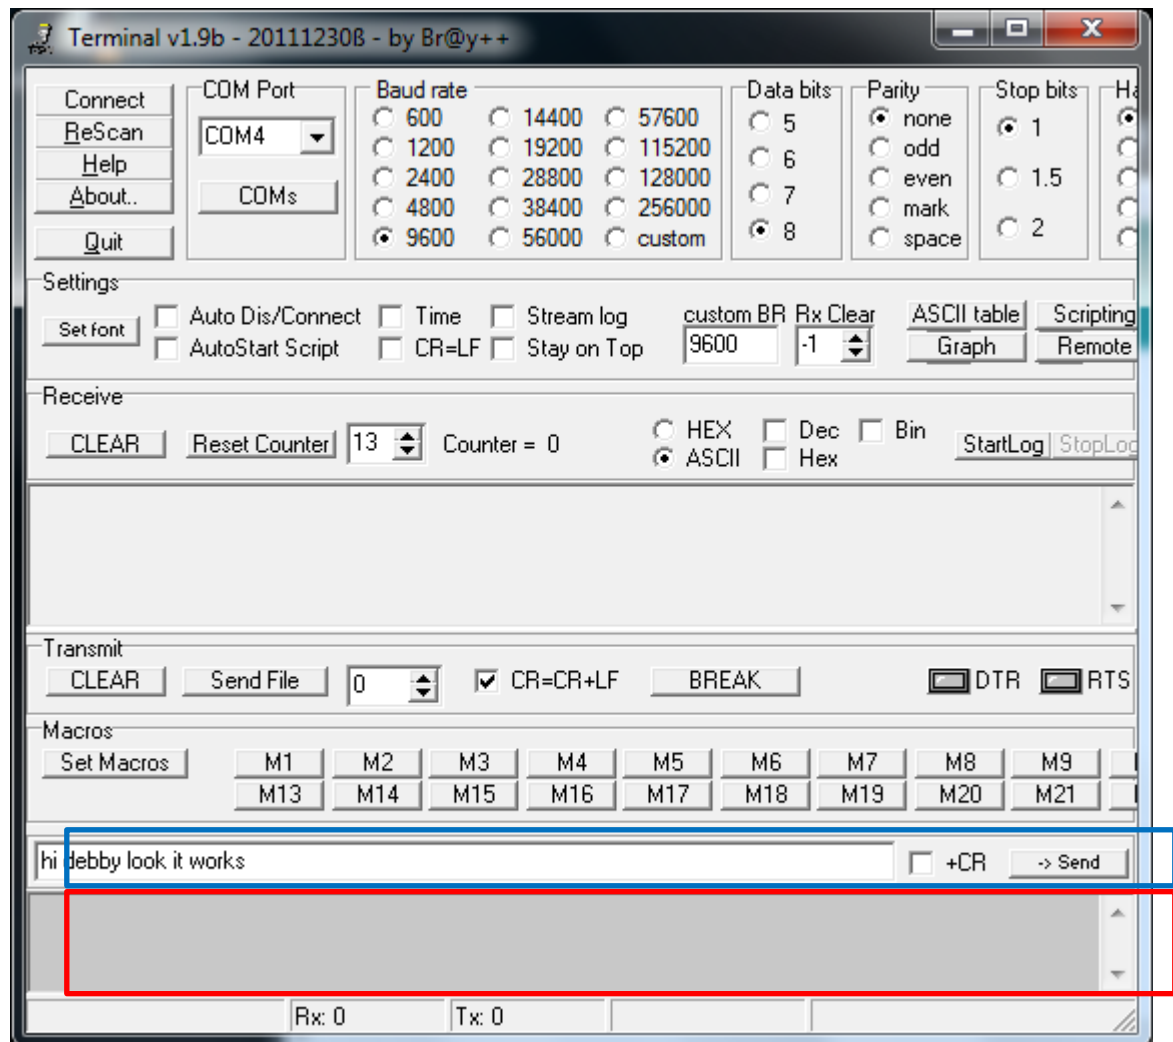 Terminal v1.9b - 20111230ß - by Br@y++
Connect
ReScan
Help
About..
Quit
COM Port
COM4
COMs
Baud rate
600 14400 57600
1200 19200 115200
2400 28800 128000
4800 38400 256000
9600 56000 custom
Data bits
5
6
7
8
Parity
none
odd
even
mark
space
Stop bits
1
1.5
2
Settings
Set font
Auto Dis/Connect Time Stream log
AutoStart Script CR=LF Stay on Top
custom BR Rx Clear
9600 -1
ASCII table Scripting
Graph Remote
Receive
CLEAR Reset Counter 13 Counter = 0
HEX Dec Bin
ASCII Hex
StartLog StopLog
Transmit
CLEAR Send File 0 CR=CR+LF BREAK DTR RTS
Macros
Set Macros M1 M2 M3 M4 M5 M6 M7 M8 M9
M13 M14 M15 M16 M17 M18 M19 M20 M21
hi debby look it works +CR -> Send
Rx: 0 Tx: 0